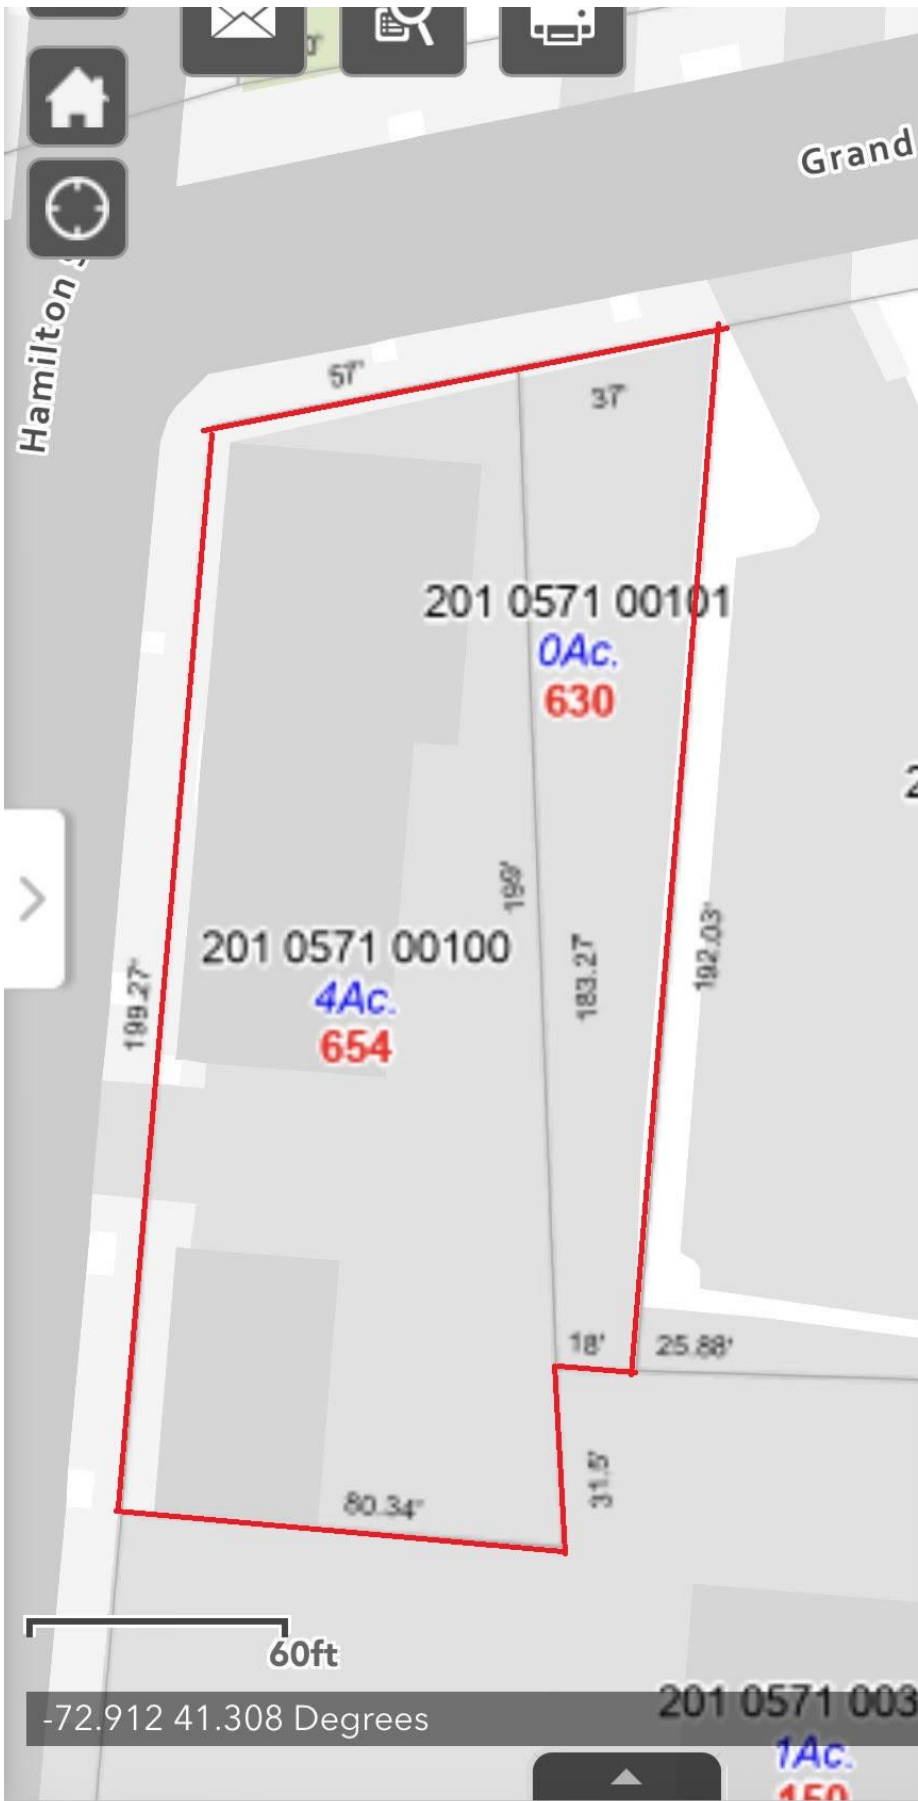 Grand
Hamilton
57'
37'
201 0571 00101
0Ac.
630
199'
201 0571 00100
4Ac.
654
183.27
192.03'
199.27'
18'
25.88'
31.5'
80.34'
60ft
-72.912 41.308 Degrees
201 0571 003
1Ac.
150